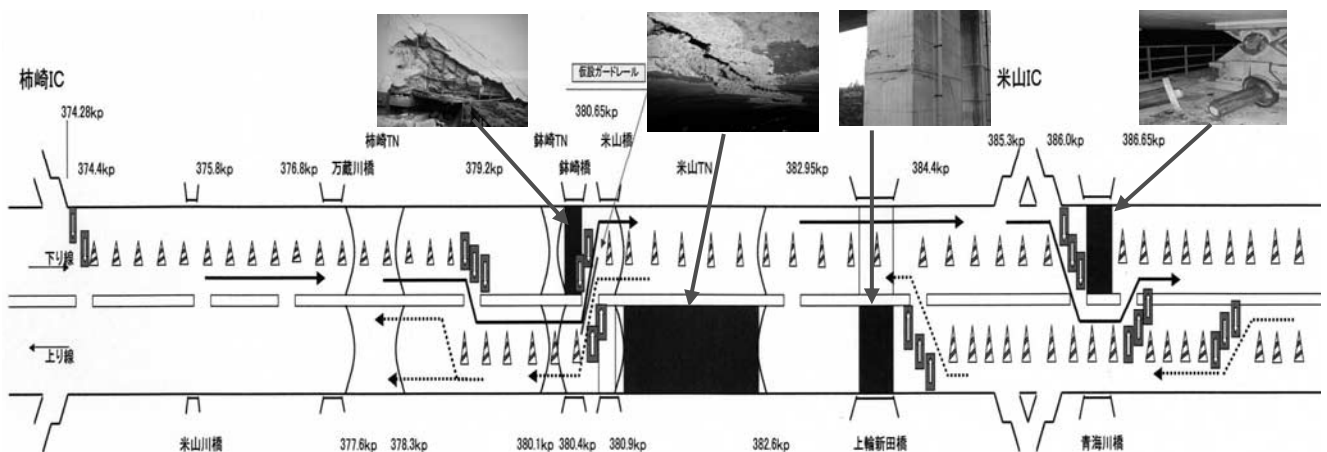 柿崎IC
374.28kp
仮設ガードレール
380.65kp
米山IC
柿崎TN
鉢崎TN
米山橋
385.3kp
386.0kp
386.65kp
374.4kp
375.8kp
376.8kp
万蔵川橋
379.2kp
鉢崎橋
米山TN
382.95kp
384.4kp
下り線
上り線
米山川橋
377.6kp
378.3kp
380.1kp
380.4kp
380.9kp
382.6kp
上輪新田橋
青海川橋